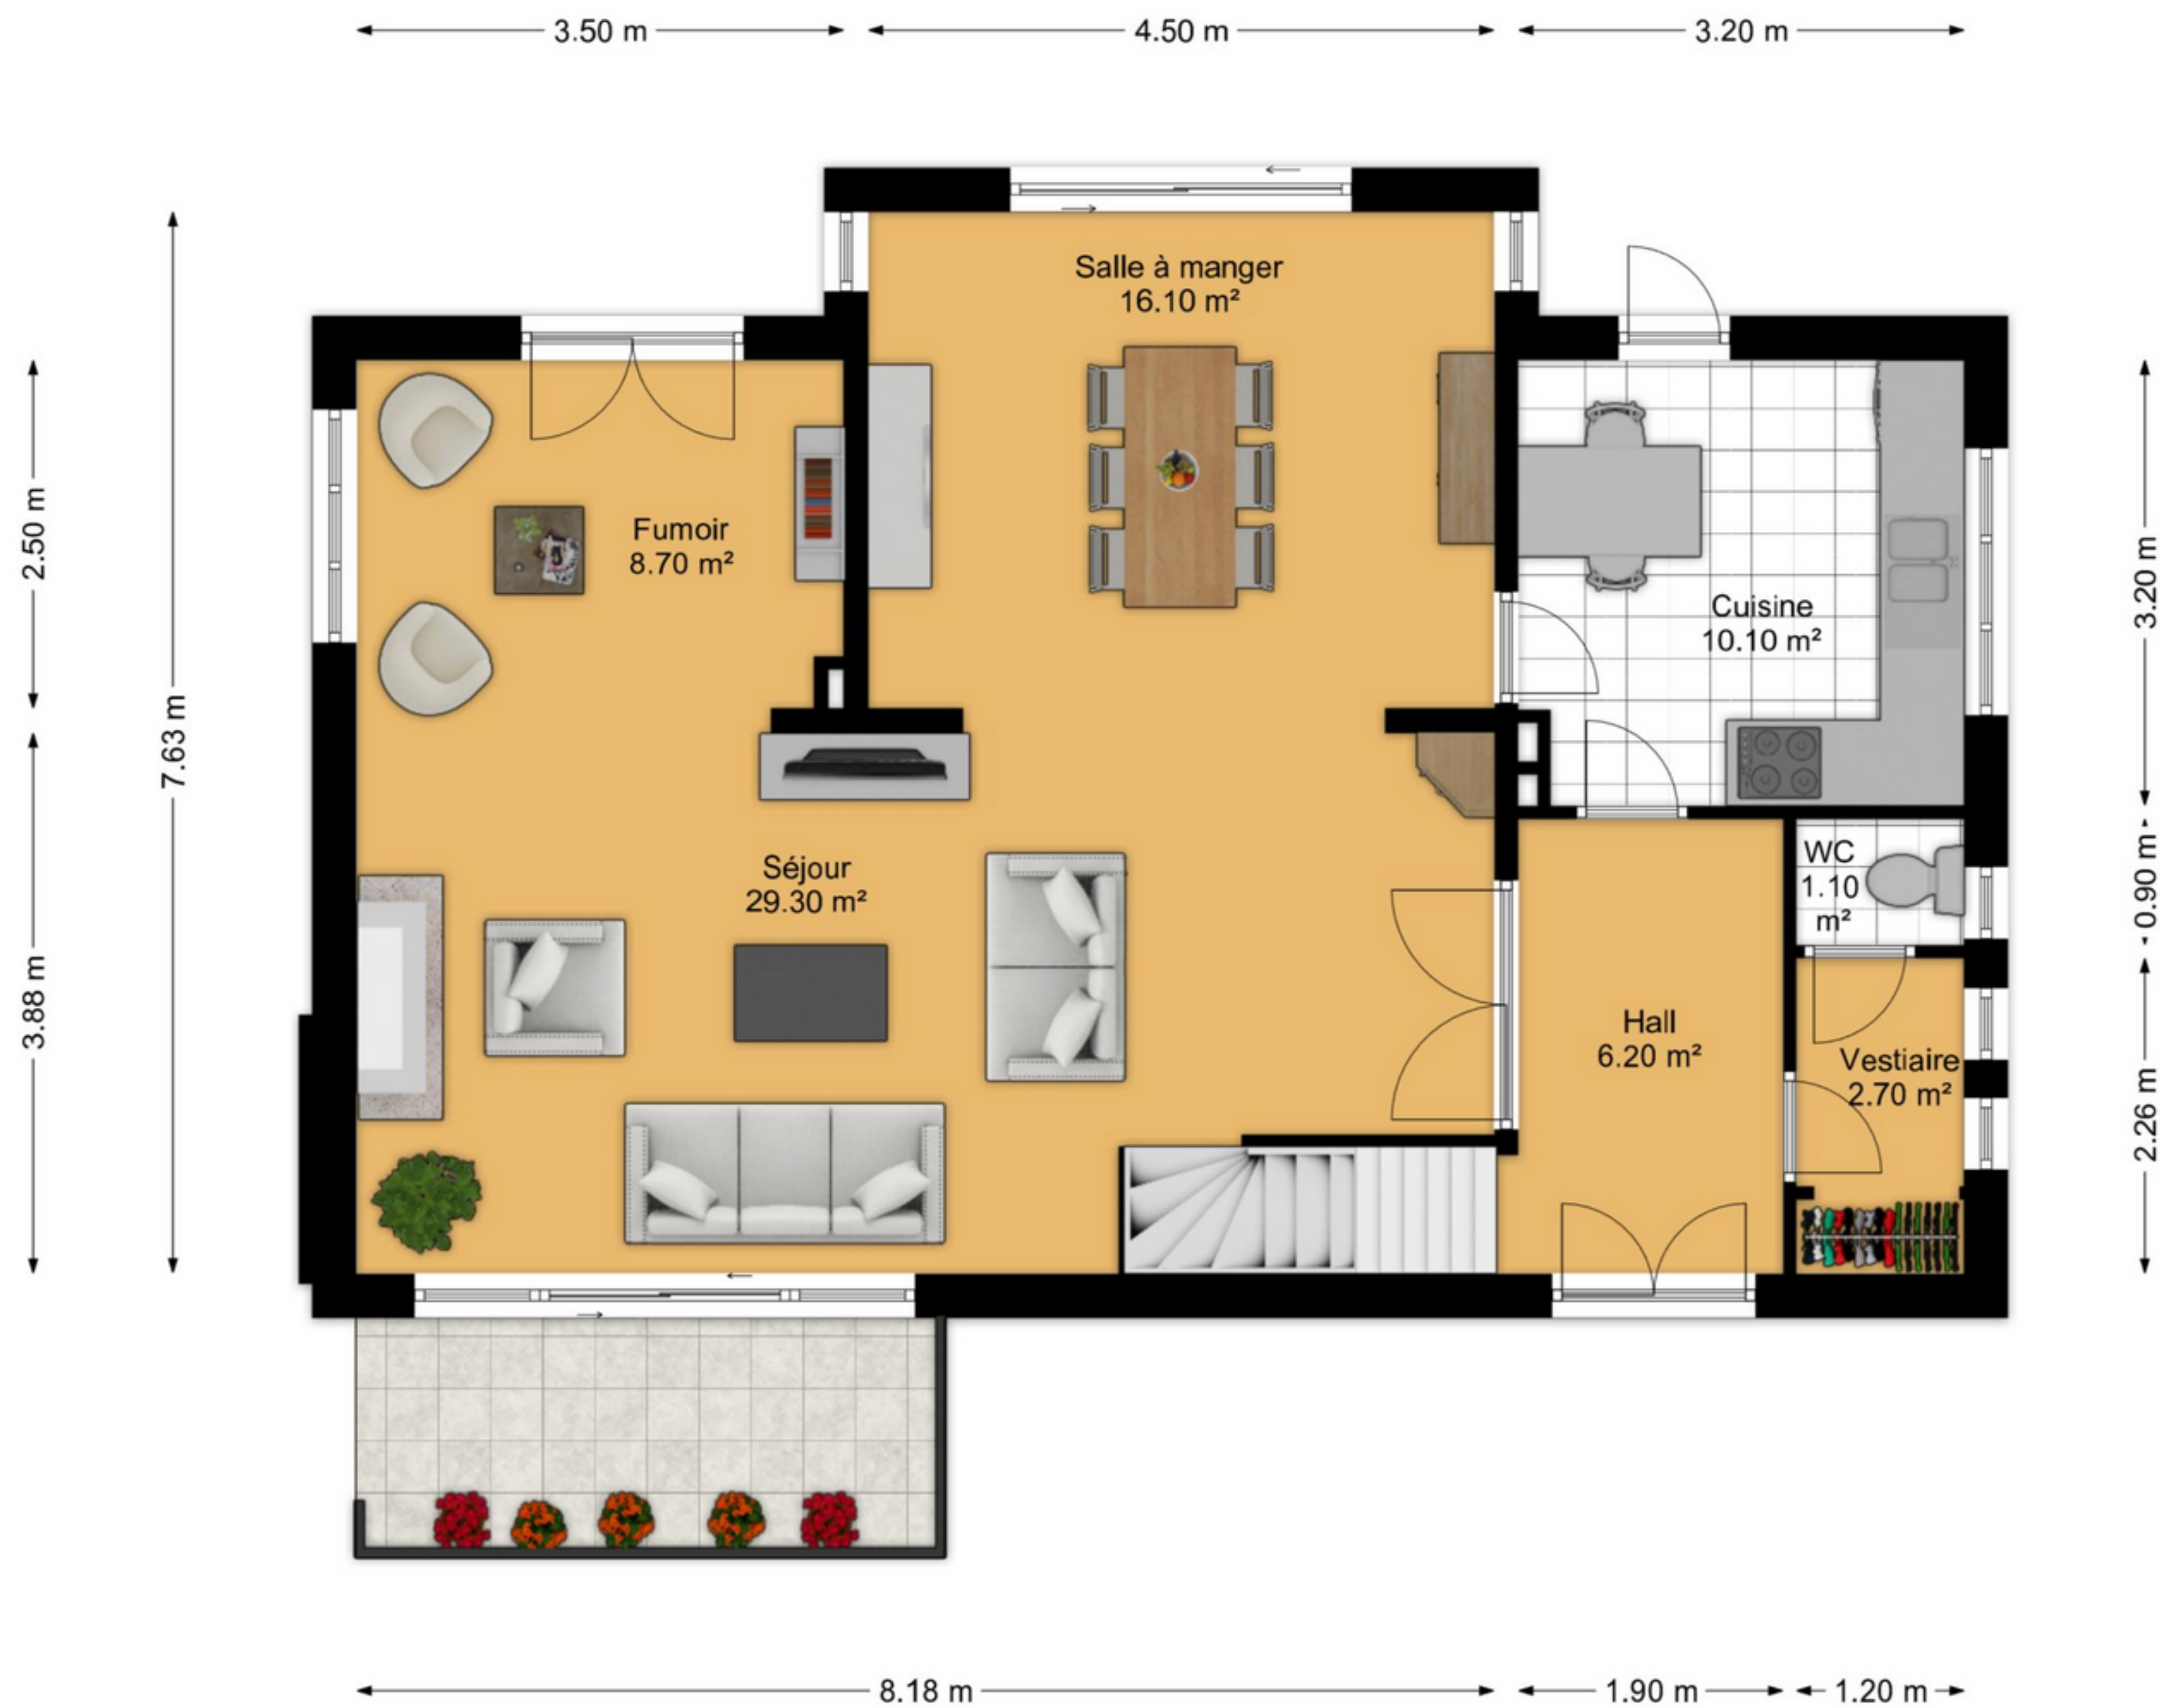 3.50 m
4.50 m
3.20 m
Salle à manger
16.10 m²
2.50 m
7.63 m
Fumoir
8.70 m²
Cuisine
10.10 m²
3.20 m
Séjour
29.30 m²
WC
1.10
m²
0.90 m
3.88 m
Hall
6.20 m²
Vestiaire
2.70 m²
2.26 m
8.18 m
1.90 m
1.20 m